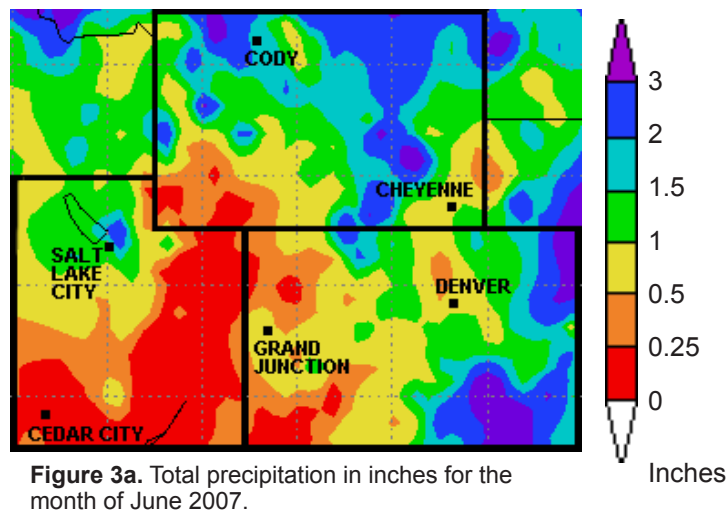 CODY
CHEYENNE
SALT
LAKE
CITY
DENVER
GRAND
JUNCTION
CEDAR CITY
3
2
1.5
1
0.5
0.25
0
Inches
Figure 3a. Total precipitation in inches for the
month of June 2007.